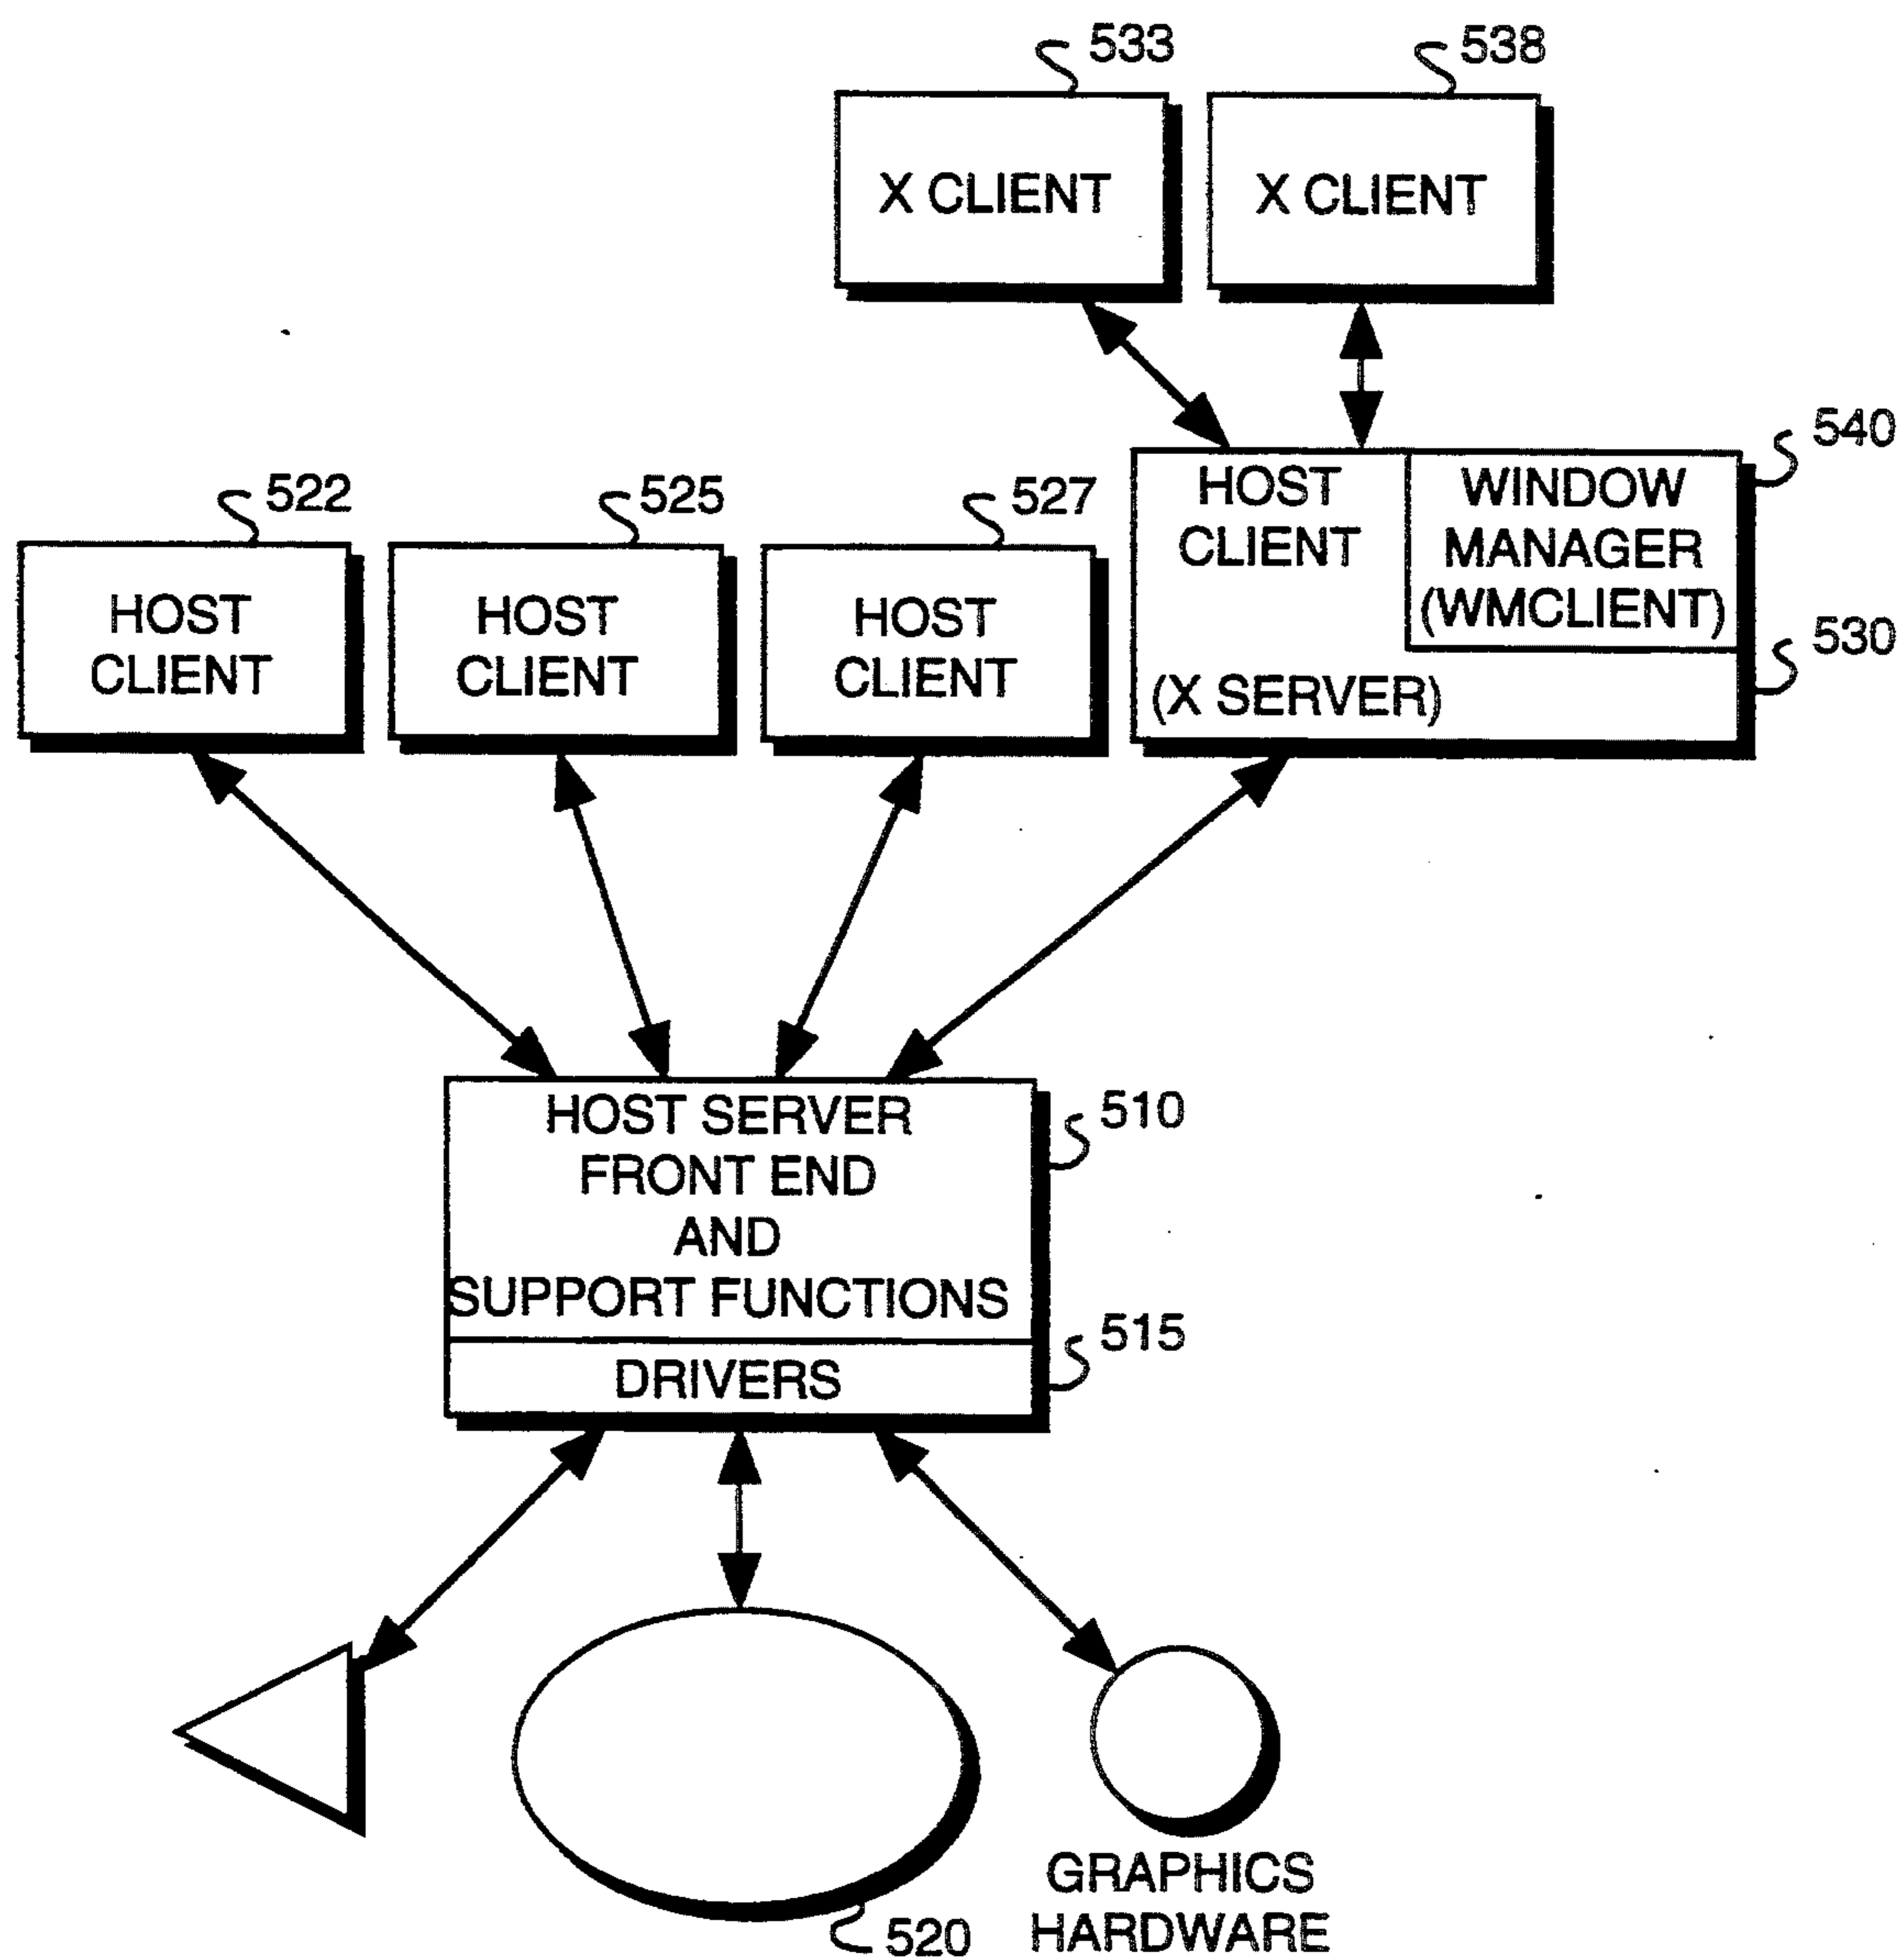 533
538
X CLIENT
X CLIENT
540
HOST
CLIENT
(X SERVER)
WINDOW
MANAGER
(WMCLIENT)
530
522
525
527
HOST
CLIENT
HOST
CLIENT
HOST
CLIENT
HOST SERVER
FRONT END
AND
SUPPORT FUNCTIONS
510
DRIVERS
515
520
GRAPHICS
HARDWARE